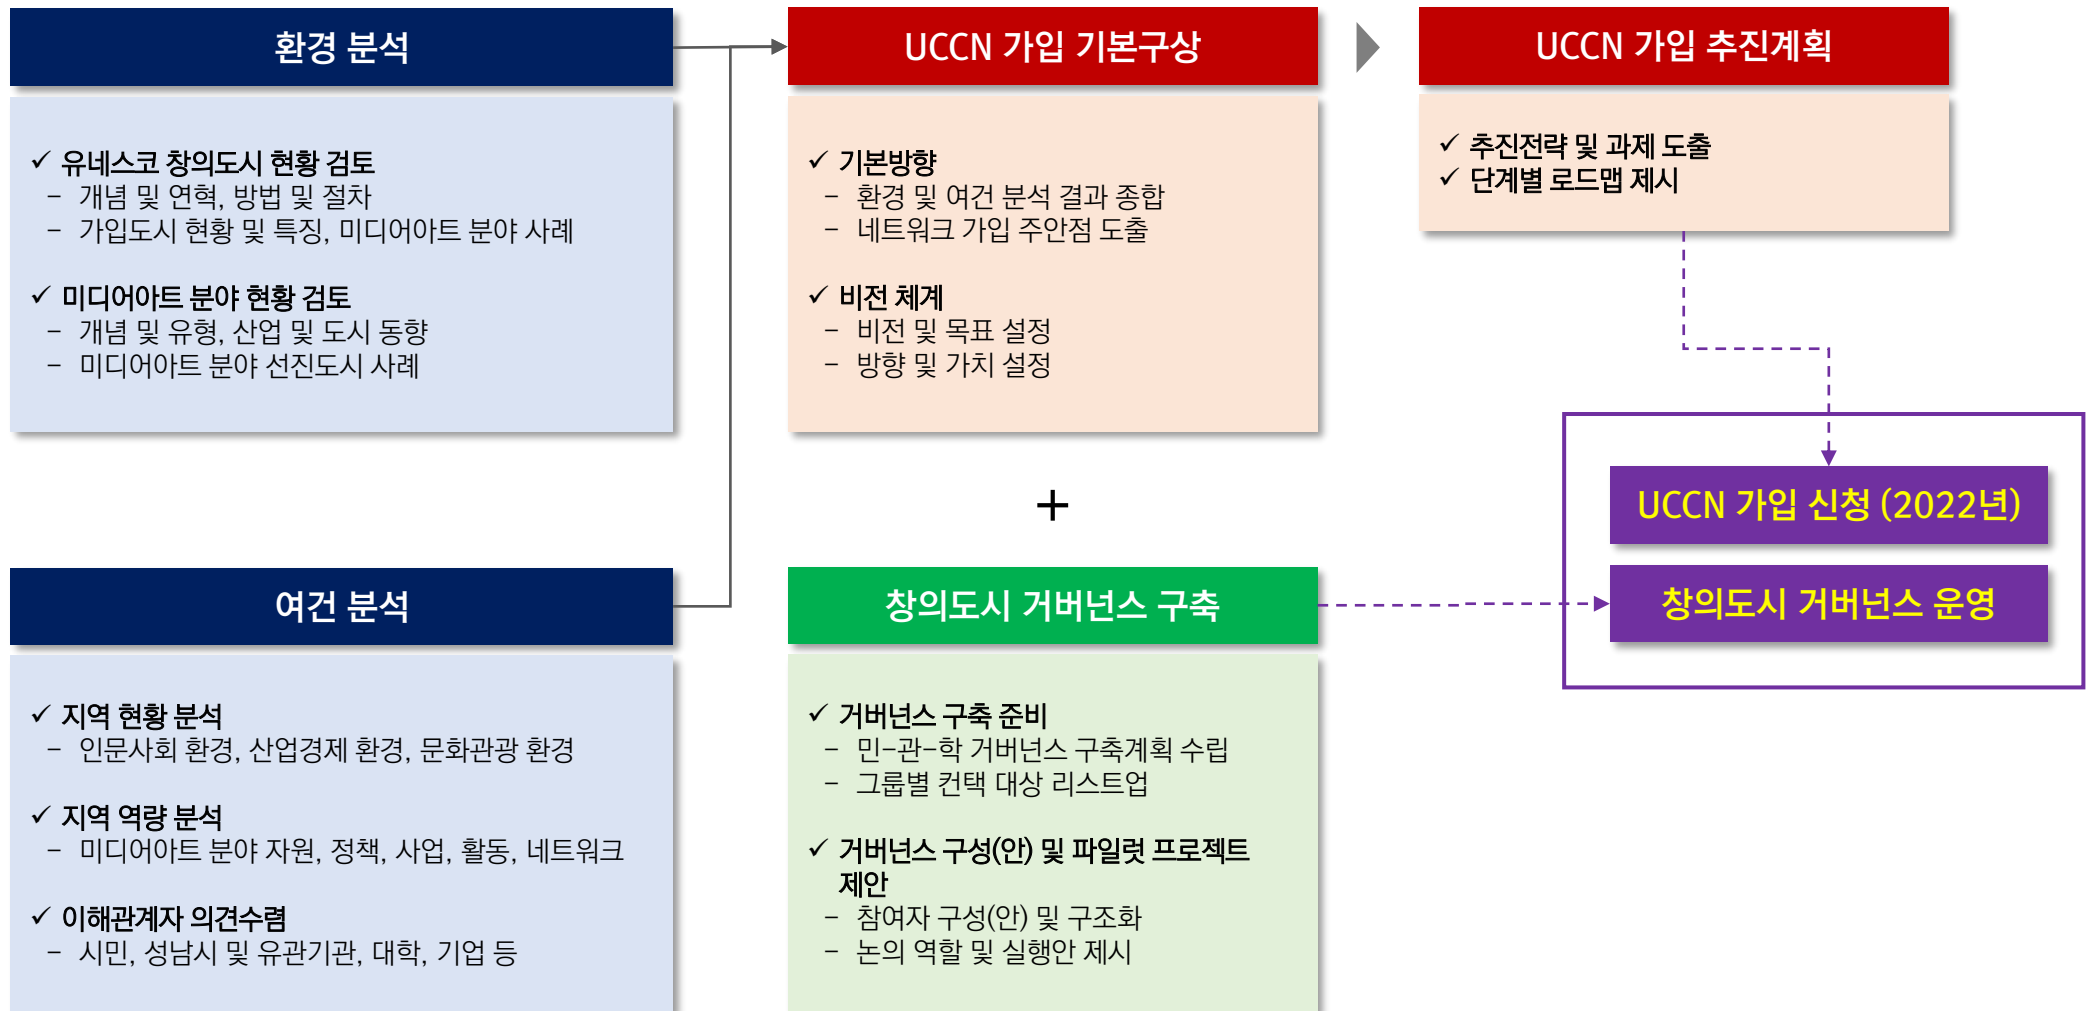 환경 분석
✓ 유네스코 창의도시 현황 검토
- 개념 및 연혁, 방법 및 절차
- 가입도시 현황 및 특징, 미디어아트 분야 사례
✓ 미디어아트 분야 현황 검토
- 개념 및 유형, 산업 및 도시 동향
- 미디어아트 분야 선진도시 사례
여건 분석
✓ 지역 현황 분석
- 인문사회 환경, 산업경제 환경, 문화관광 환경
✓ 지역 역량 분석
- 미디어아트 분야 자원, 정책, 사업, 활동, 네트워크
✓ 이해관계자 의견수렴
- 시민, 성남시 및 유관기관, 대학, 기업 등
UCCN 가입 기본구상
✓ 기본방향
- 환경 및 여건 분석 결과 종합
- 네트워크 가입 주안점 도출
✓ 비전 체계
- 비전 및 목표 설정
- 방향 및 가치 설정
+
창의도시 거버넌스 구축
✓ 거버넌스 구축 준비
- 민-관-학 거버넌스 구축계획 수립
- 그룹별 컨택 대상 리스트업
✓ 거버넌스 구성(안) 및 파일럿 프로젝트
제안
- 참여자 구성(안) 및 구조화
- 논의 역할 및 실행안 제시
UCCN 가입 추진계획
✓ 추진전략 및 과제 도출
✓ 단계별 로드맵 제시
UCCN 가입 신청 (2022년)
창의도시 거버넌스 운영